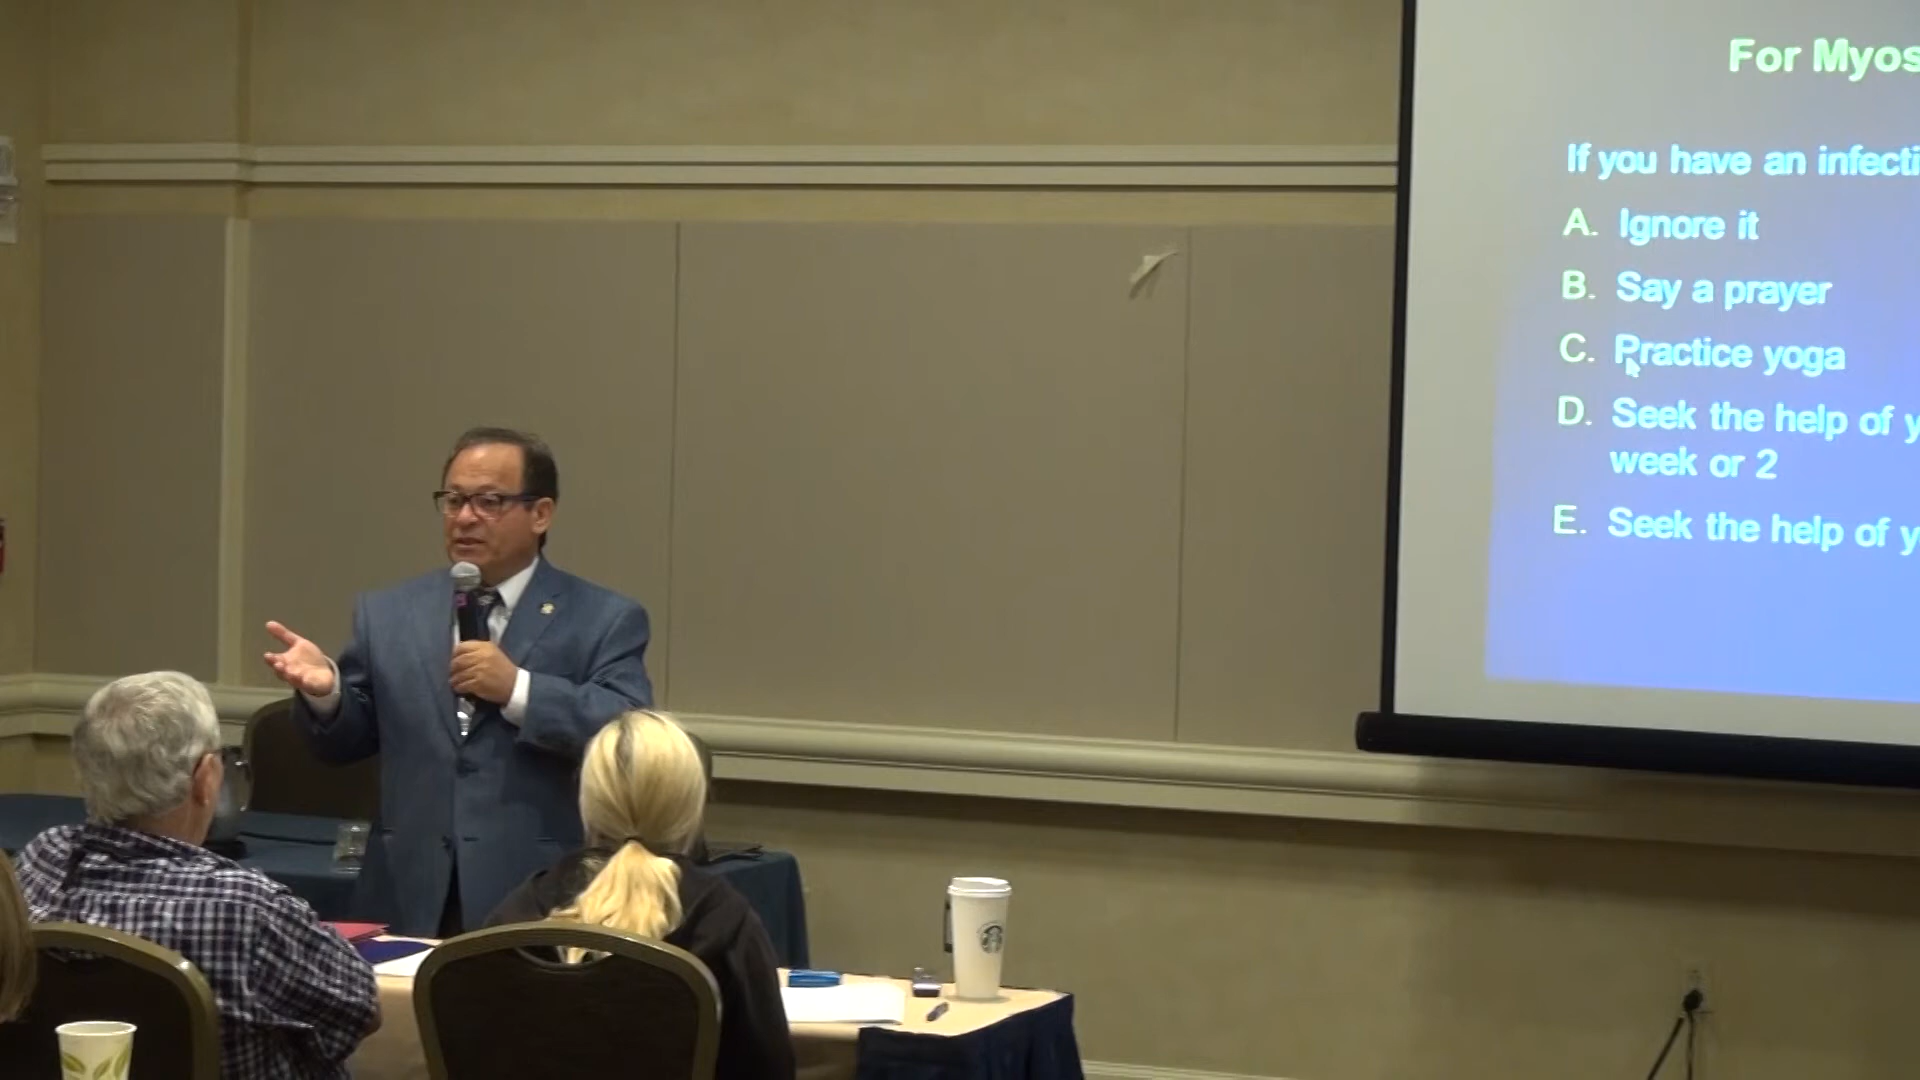 For Myos
If you have an infecti
A. Ignore it
B. Say a prayer
C. Practice yoga
D. Seek the help of y
week or 2
E. Seek the help of y